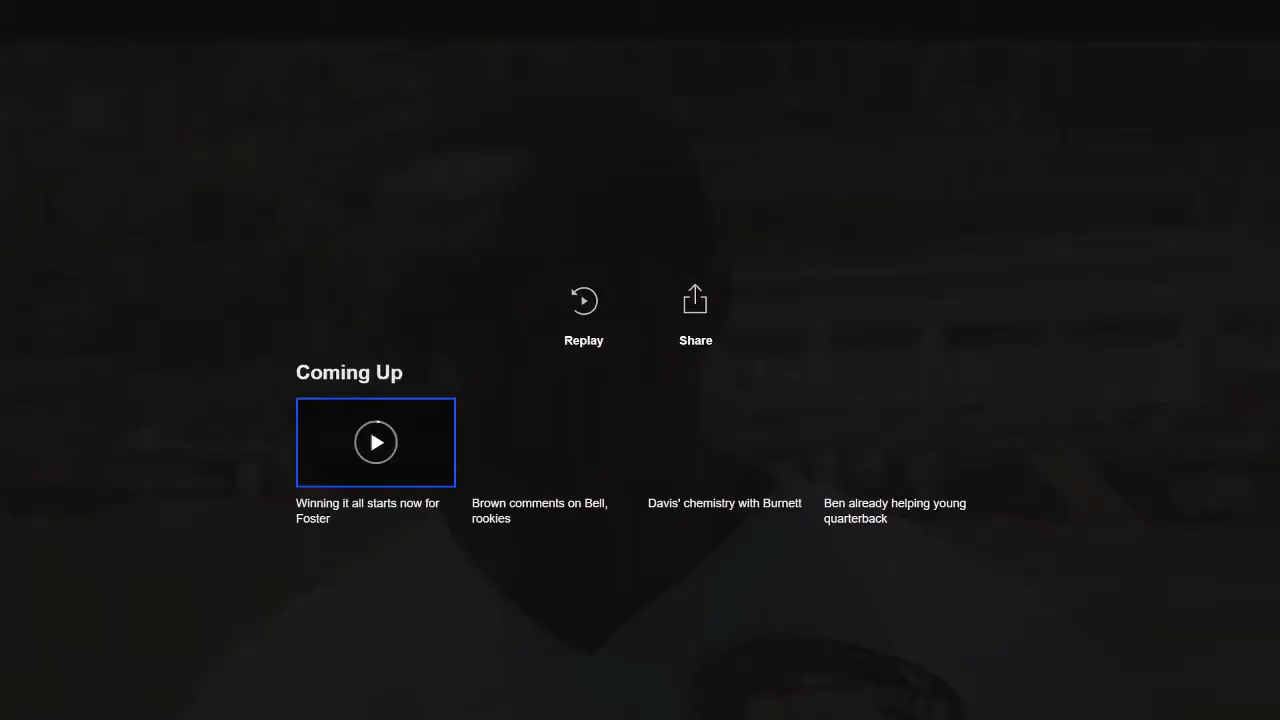 Replay
Share
Coming Up
Winning it all starts now for
Foster
Brown comments on Bell,
rookies
Davis' chemistry with Burnett
Ben already helping young
quarterback